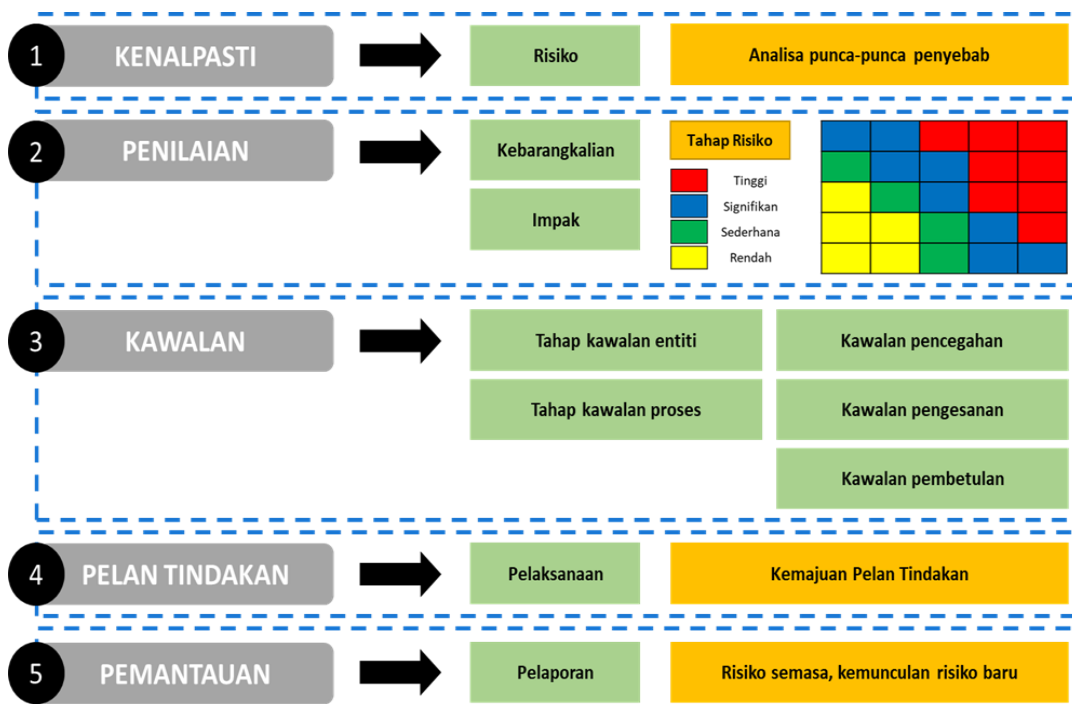 1
KENALPASTI
Risiko
Analisa punca-punca penyebab
2
PENILAIAN
Kebarangkalian
Impak
Tahap Risiko
Tinggi
Signifikan
Sederhana
Rendah
3
KAWALAN
Tahap kawalan entiti
Kawalan pencegahan
Tahap kawalan proses
Kawalan pengesanan
Kawalan pembetulan
4
PELAN TINDAKAN
Pelaksanaan
Kemajuan Pelan Tindakan
5
PEMANTAUAN
Pelaporan
Risiko semasa, kemunculan risiko baru